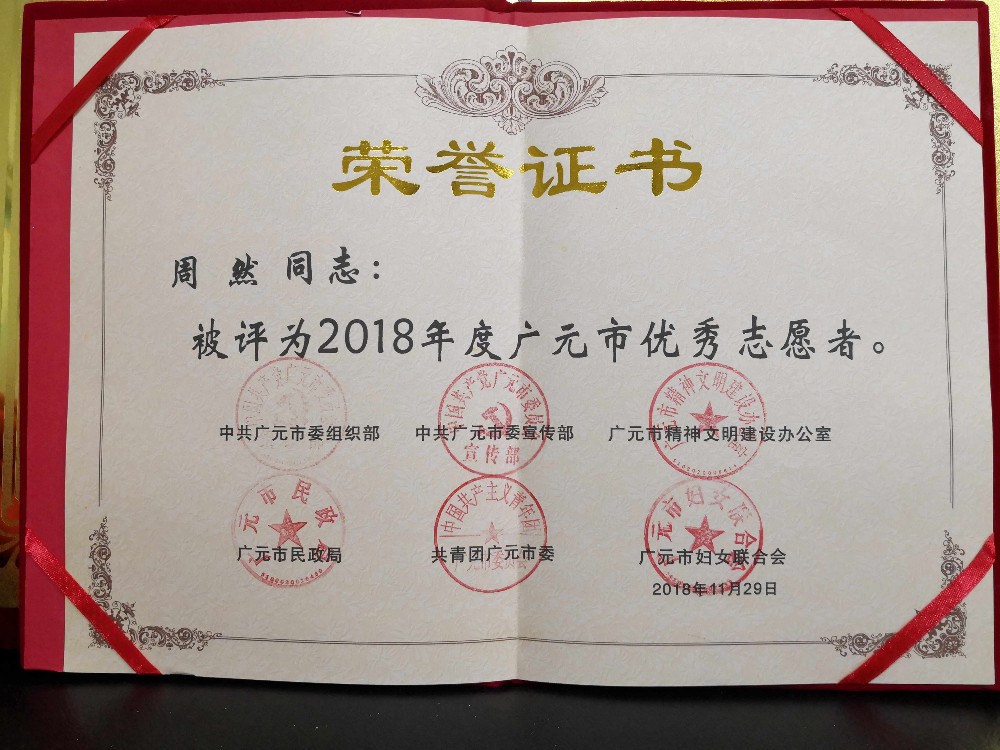 荣誉证书
周然同志：
被评为2018年度广元市优秀志愿者。
中共广元市委组织部 中共广元市委宣传部 广元市精神文明建设办公室
广元市民政局 共青团广元市委 广元市妇女联合会
2018年11月29日